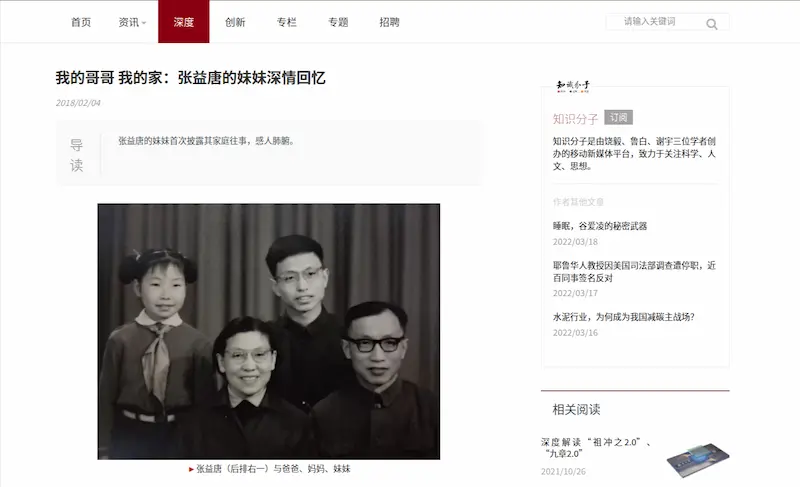 首页
资讯
深度
创新
专栏
专题
招聘
请输入关键词
我的哥哥 我的家：张益唐的妹妹深情回忆
2018/02/04
导
读
张益唐的妹妹首次披露其家庭往事，感人肺腑。
张益唐（后排右一）与爸爸、妈妈、妹妹
知识分子
知识分子
订阅
知识分子是由饶毅、鲁白、谢宇三位学者创
办的移动新媒体平台，致力于关注科学、人
文、思想。
作者其他文章
睡眠，谷爱凌的秘密武器
2022/03/18
耶鲁华人教授因美国司法部调查遭停职，近
百同事签名反对
2022/03/17
水泥行业，为何成为我国减碳主战场？
2022/03/16
相关阅读
深度解读“祖冲之2.0”、
“九章2.0”
2021/10/26